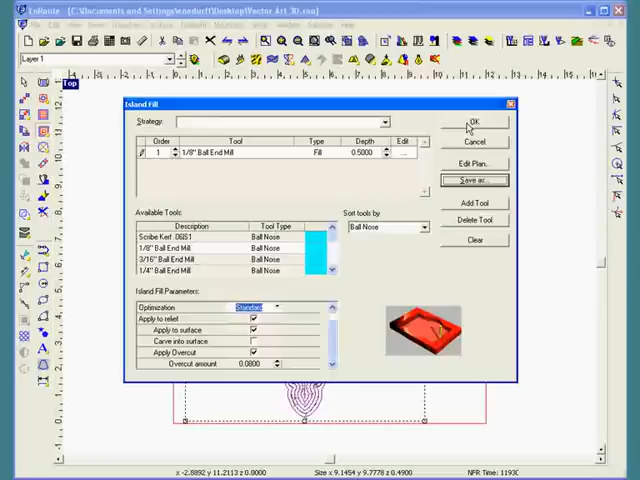 EnRoute - [C:\Documents and Settings\
\Desktop\Vector Art 3D.enr]
Layer 1
Top
Island Fill
Strategy:
OK
Cancel
Order Tool Type Depth Edit
1 1/8" Ball End Mill Fill 0.5000 ...
Edit Plan...
Save as...
Add Tool
Delete Tool
Clear
Available Tools:
Sort tools by
Description Tool Type
Ball Nose
Scribe Kerf .06IS1 Ball Nose
1/8" Ball End Mill Ball Nose
3/16" Ball End Mill Ball Nose
1/4" Ball End Mill Ball Nose
Island Fill Parameters:
Optimization Standard
Apply to relief
Apply to surface
Carve into surface
Apply Overcut
Overcut amount 0.0800
x -2.8892 y 11.2113 z 0.0000
Size x 9.1454 y 9.7778 z 0.4900
NFR Time: 1193